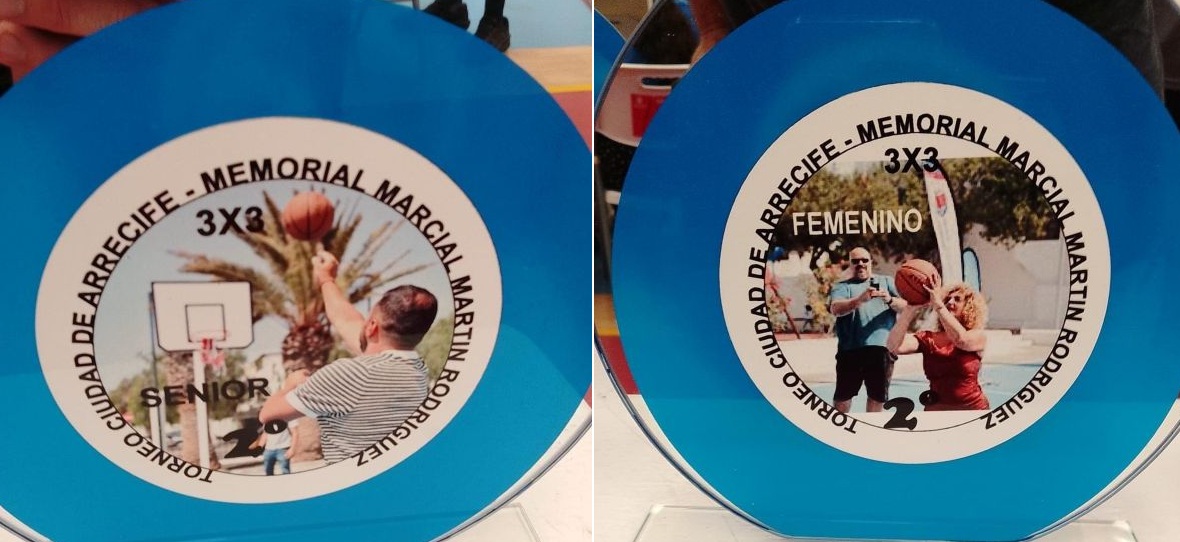 TORNEO CIUDAD DE ARRECIFE - MEMORIAL MARCIAL MARTIN RODRIGUEZ
3X3
SENIOR
2º
TORNEO CIUDAD DE ARRECIFE - MEMORIAL MARCIAL MARTIN RODRIGUEZ
3X3
FEMENINO
2º